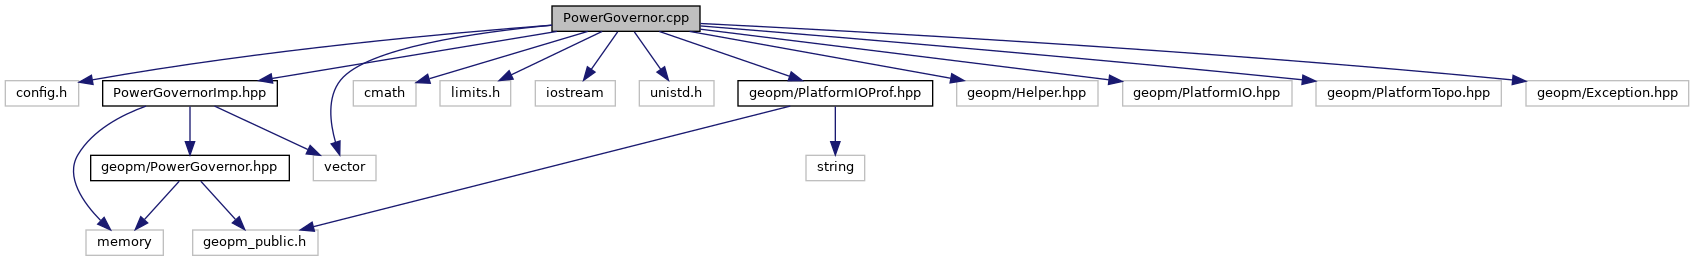 PowerGovernor.cpp
config.h
PowerGovernorImp.hpp
cmath
limits.h
iostream
unistd.h
geopm/PlatformIOProf.hpp
geopm/Helper.hpp
geopm/PlatformIO.hpp
geopm/PlatformTopo.hpp
geopm/Exception.hpp
geopm/PowerGovernor.hpp
vector
string
memory
geopm_public.h